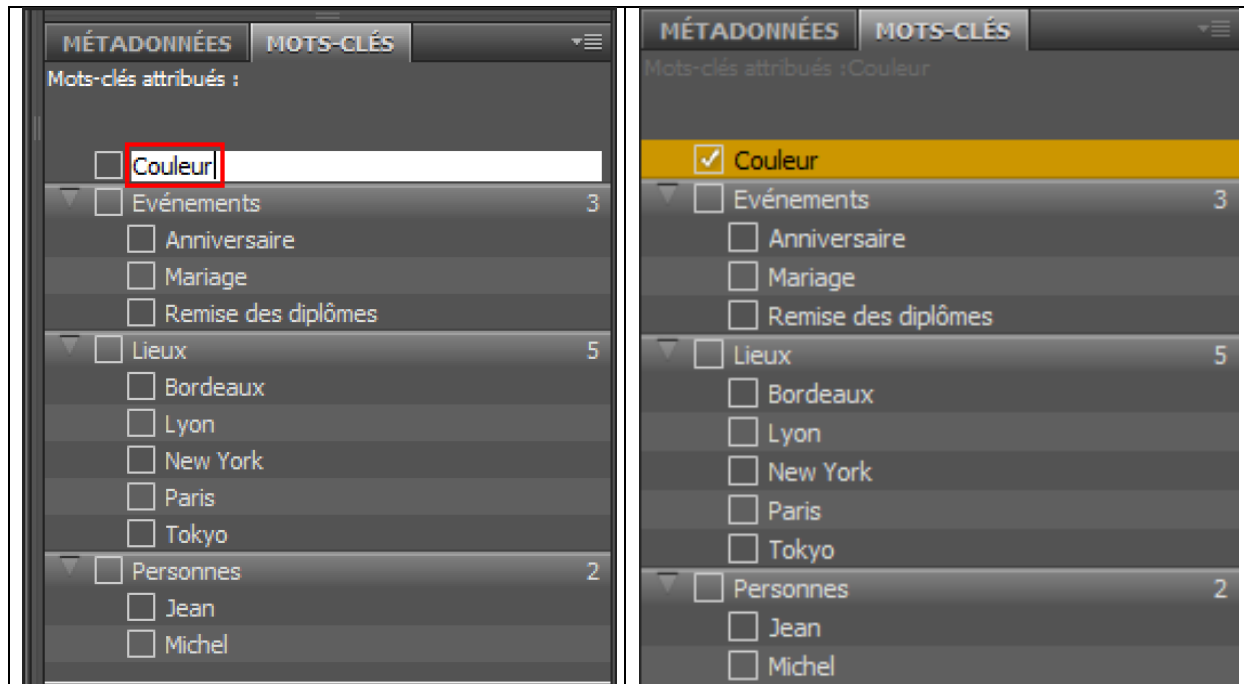 MÉTADONNÉES MOTS-CLÉS
Mots-clés attribués :
Couleur
Evénements 3
Anniversaire
Mariage
Remise des diplômes
Lieux 5
Bordeaux
Lyon
New York
Paris
Tokyo
Personnes 2
Jean
Michel
MÉTADONNÉES MOTS-CLÉS
Mots-clés attribués :Couleur
Couleur
Evénements 3
Anniversaire
Mariage
Remise des diplômes
Lieux 5
Bordeaux
Lyon
New York
Paris
Tokyo
Personnes 2
Jean
Michel